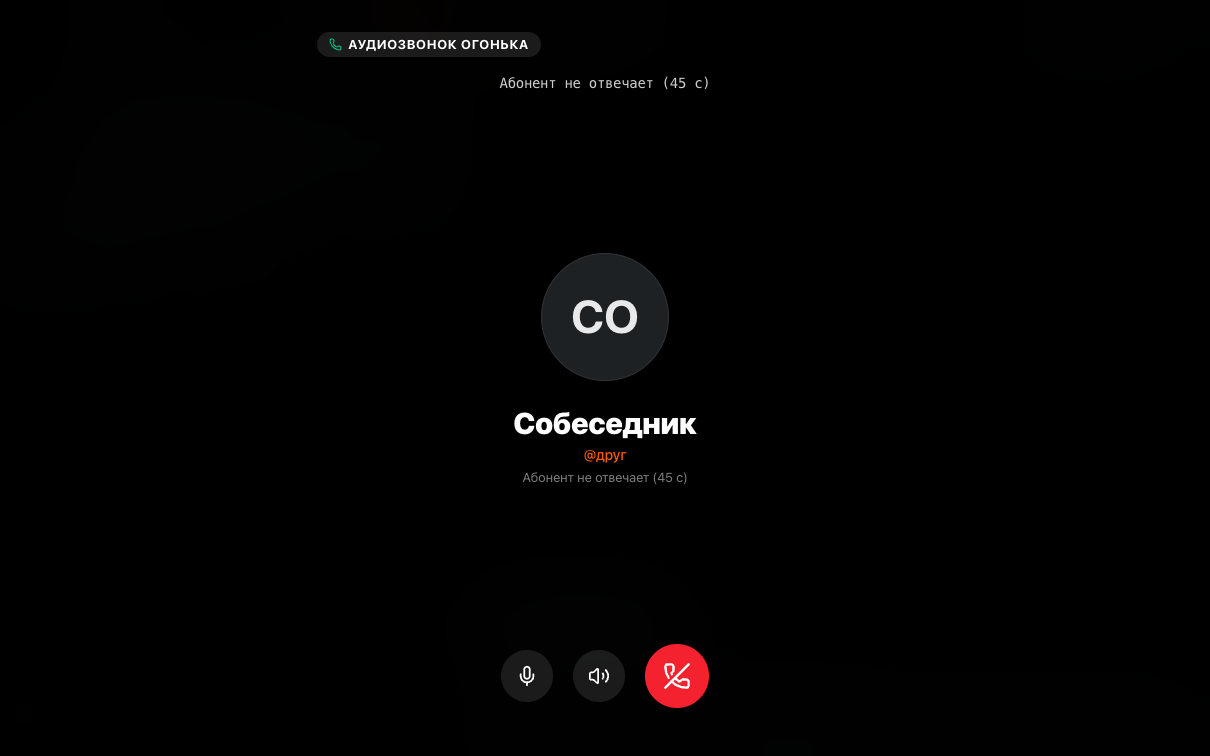 АУДИОЗВОНОК ОГОНЬКА
Абонент не отвечает (45 с)
СО
Собеседник
@друг
Абонент не отвечает (45 с)